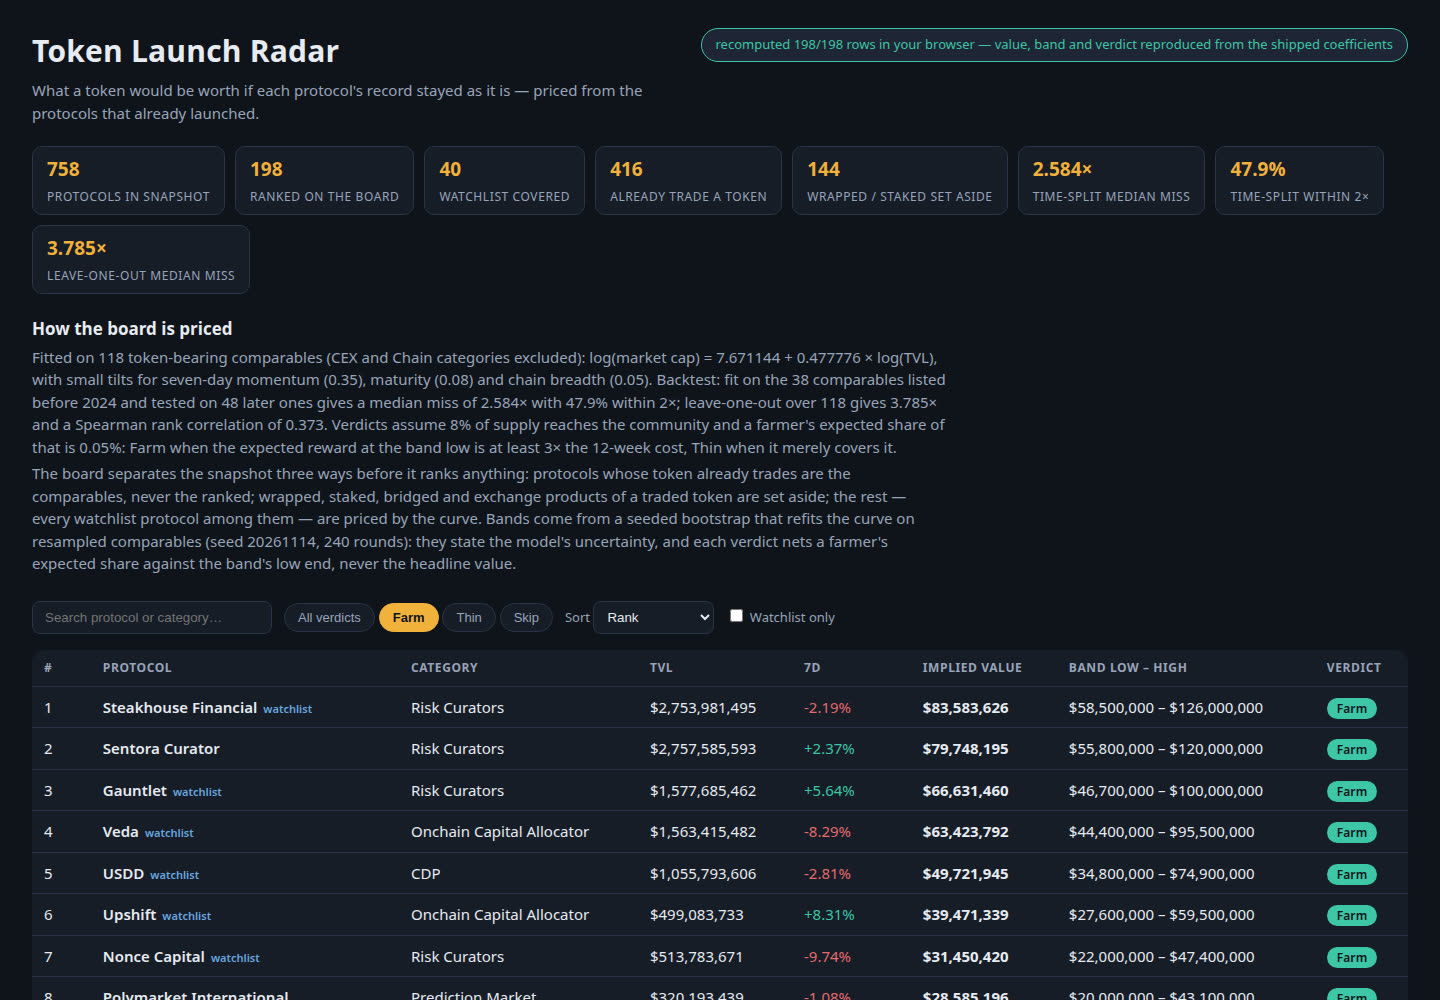 Token Launch Radar
recomputed 198/198 rows in your browser — value, band and verdict reproduced from the shipped coefficients
What a token would be worth if each protocol's record stayed as it is — priced from the
protocols that already launched.
758
PROTOCOLS IN SNAPSHOT
198
RANKED ON THE BOARD
40
WATCHLIST COVERED
416
ALREADY TRADE A TOKEN
144
WRAPPED / STAKED SET ASIDE
2.584×
TIME-SPLIT MEDIAN MISS
47.9%
TIME-SPLIT WITHIN 2×
3.785×
LEAVE-ONE-OUT MEDIAN MISS
How the board is priced
Fitted on 118 token-bearing comparables (CEX and Chain categories excluded): log(market cap) = 7.671144 + 0.477776 × log(TVL),
with small tilts for seven-day momentum (0.35), maturity (0.08) and chain breadth (0.05). Backtest: fit on the 38 comparables listed
before 2024 and tested on 48 later ones gives a median miss of 2.584× with 47.9% within 2×; leave-one-out over 118 gives 3.785×
and a Spearman rank correlation of 0.373. Verdicts assume 8% of supply reaches the community and a farmer's expected share of
that is 0.05%: Farm when the expected reward at the band low is at least 3× the 12-week cost, Thin when it merely covers it.
The board separates the snapshot three ways before it ranks anything: protocols whose token already trades are the
comparables, never the ranked; wrapped, staked, bridged and exchange products of a traded token are set aside; the rest —
every watchlist protocol among them — are priced by the curve. Bands come from a seeded bootstrap that refits the curve on
resampled comparables (seed 20261114, 240 rounds): they state the model's uncertainty, and each verdict nets a farmer's
expected share against the band's low end, never the headline value.
Search protocol or category… All verdicts Farm Thin Skip Sort Rank Watchlist only
# PROTOCOL CATEGORY TVL 7D IMPLIED VALUE BAND LOW – HIGH VERDICT
1 Steakhouse Financial watchlist Risk Curators $2,753,981,495 -2.19% $83,583,626 $58,500,000 – $126,000,000 Farm
2 Sentora Curator Risk Curators $2,757,585,593 +2.37% $79,748,195 $55,800,000 – $120,000,000 Farm
3 Gauntlet watchlist Risk Curators $1,577,685,462 +5.64% $66,631,460 $46,700,000 – $100,000,000 Farm
4 Veda watchlist Onchain Capital Allocator $1,563,415,482 -8.29% $63,423,792 $44,400,000 – $95,500,000 Farm
5 USDD watchlist CDP $1,055,793,606 -2.81% $49,721,945 $34,800,000 – $74,900,000 Farm
6 Upshift watchlist Onchain Capital Allocator $499,083,733 +8.31% $39,471,339 $27,600,000 – $59,500,000 Farm
7 Nonce Capital watchlist Risk Curators $513,783,671 -9.74% $31,450,420 $22,000,000 – $47,400,000 Farm
8 Polymarket International Prediction Market $320,193,439 -1.08% $28,585,196 $20,000,000 – $43,100,000 Farm